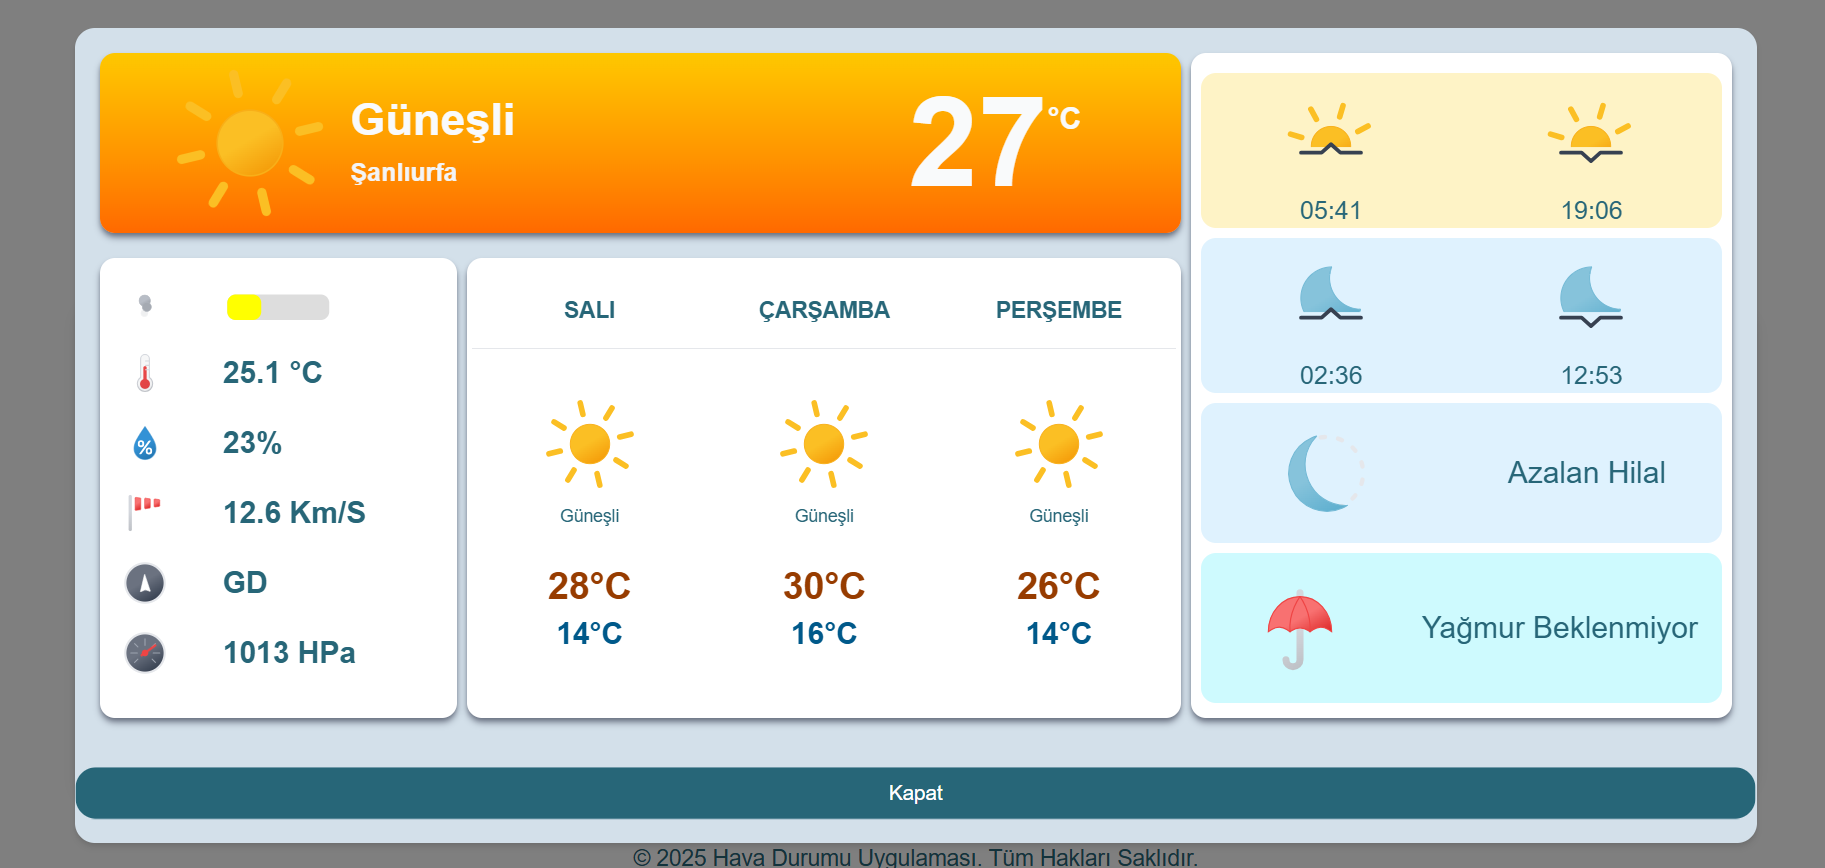 Güneşli
Şanlıurfa
27°C
25.1 °C
23%
12.6 Km/S
GD
1013 HPa
SALI ÇARŞAMBA PERŞEMBE
Güneşli Güneşli Güneşli
28°C 30°C 26°C
14°C 16°C 14°C
05:41 19:06
02:36 12:53
Azalan Hilal
Yağmur Beklenmiyor
Kapat
© 2025 Hava Durumu Uygulaması. Tüm Hakları Saklıdır.